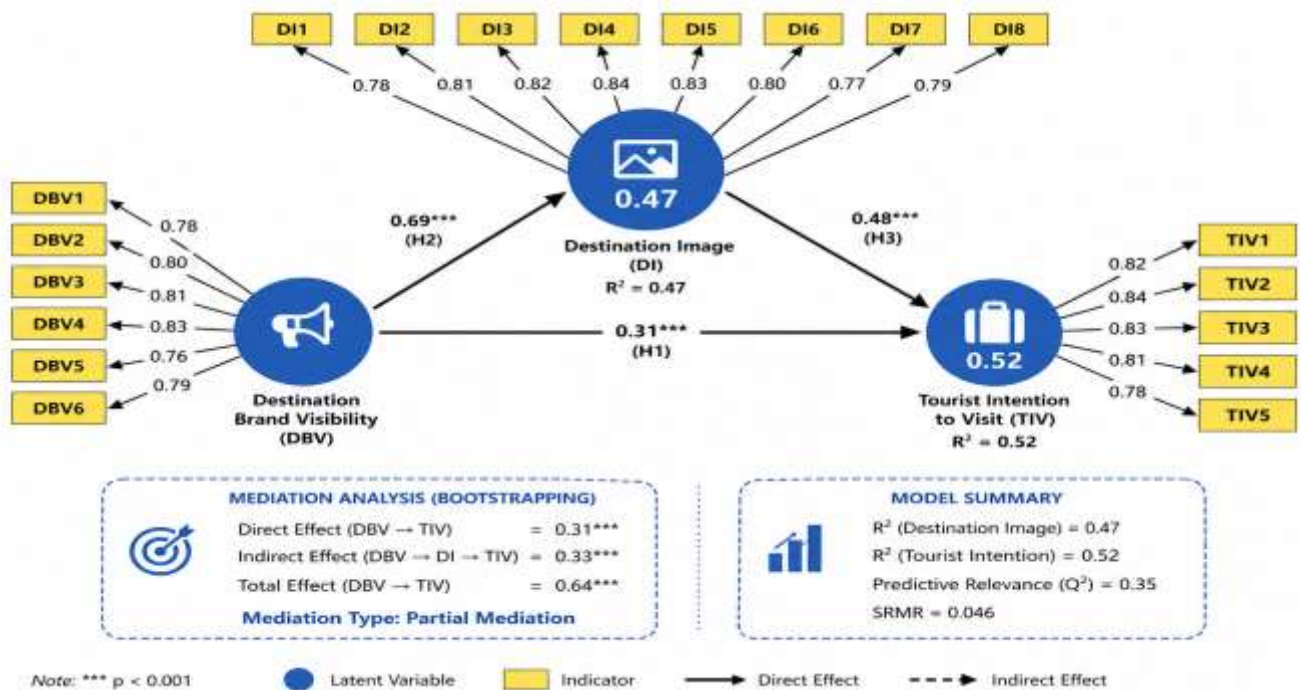 DI1 DI2 DI3 DI4 DI5 DI6 DI7 DI8
0.78 0.81 0.82 0.84 0.83 0.80 0.77 0.79
0.47
Destination Image
(DI)
R² = 0.47
DBV1
DBV2
DBV3
DBV4
DBV5
DBV6
0.78
0.80
0.81
0.83
0.76
0.79
0.69***
(H2)
0.48***
(H3)
0.31***
(H1)
Destination
Brand Visibility
(DBV)
0.52
Tourist Intention
to Visit (TIV)
R² = 0.52
0.82
0.84
0.83
0.81
0.78
TIV1
TIV2
TIV3
TIV4
TIV5
MEDIATION ANALYSIS (BOOTSTRAPPING)
Direct Effect (DBV → TIV) = 0.31***
Indirect Effect (DBV → DI → TIV) = 0.33***
Total Effect (DBV → TIV) = 0.64***
Mediation Type: Partial Mediation
MODEL SUMMARY
R² (Destination Image) = 0.47
R² (Tourist Intention) = 0.52
Predictive Relevance (Q²) = 0.35
SRMR = 0.046
Note: *** p < 0.001 Latent Variable Indicator Direct Effect Indirect Effect